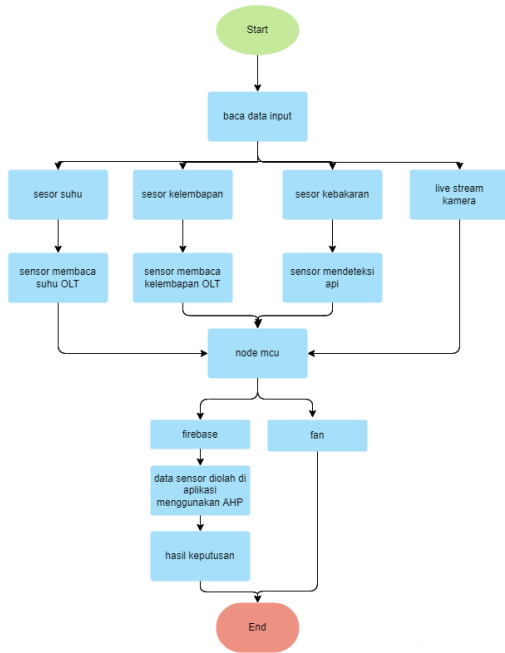 Start
baca data input
sesor suhu
sesor kelembapan
sesor kebakaran
live stream
kamera
sensor membaca
suhu OLT
sensor membaca
kelembapan OLT
sensor mendeteksi
api
node mcu
firebase
fan
data sensor diolah di
aplikasi
menggunakan AHP
hasil keputusan
End